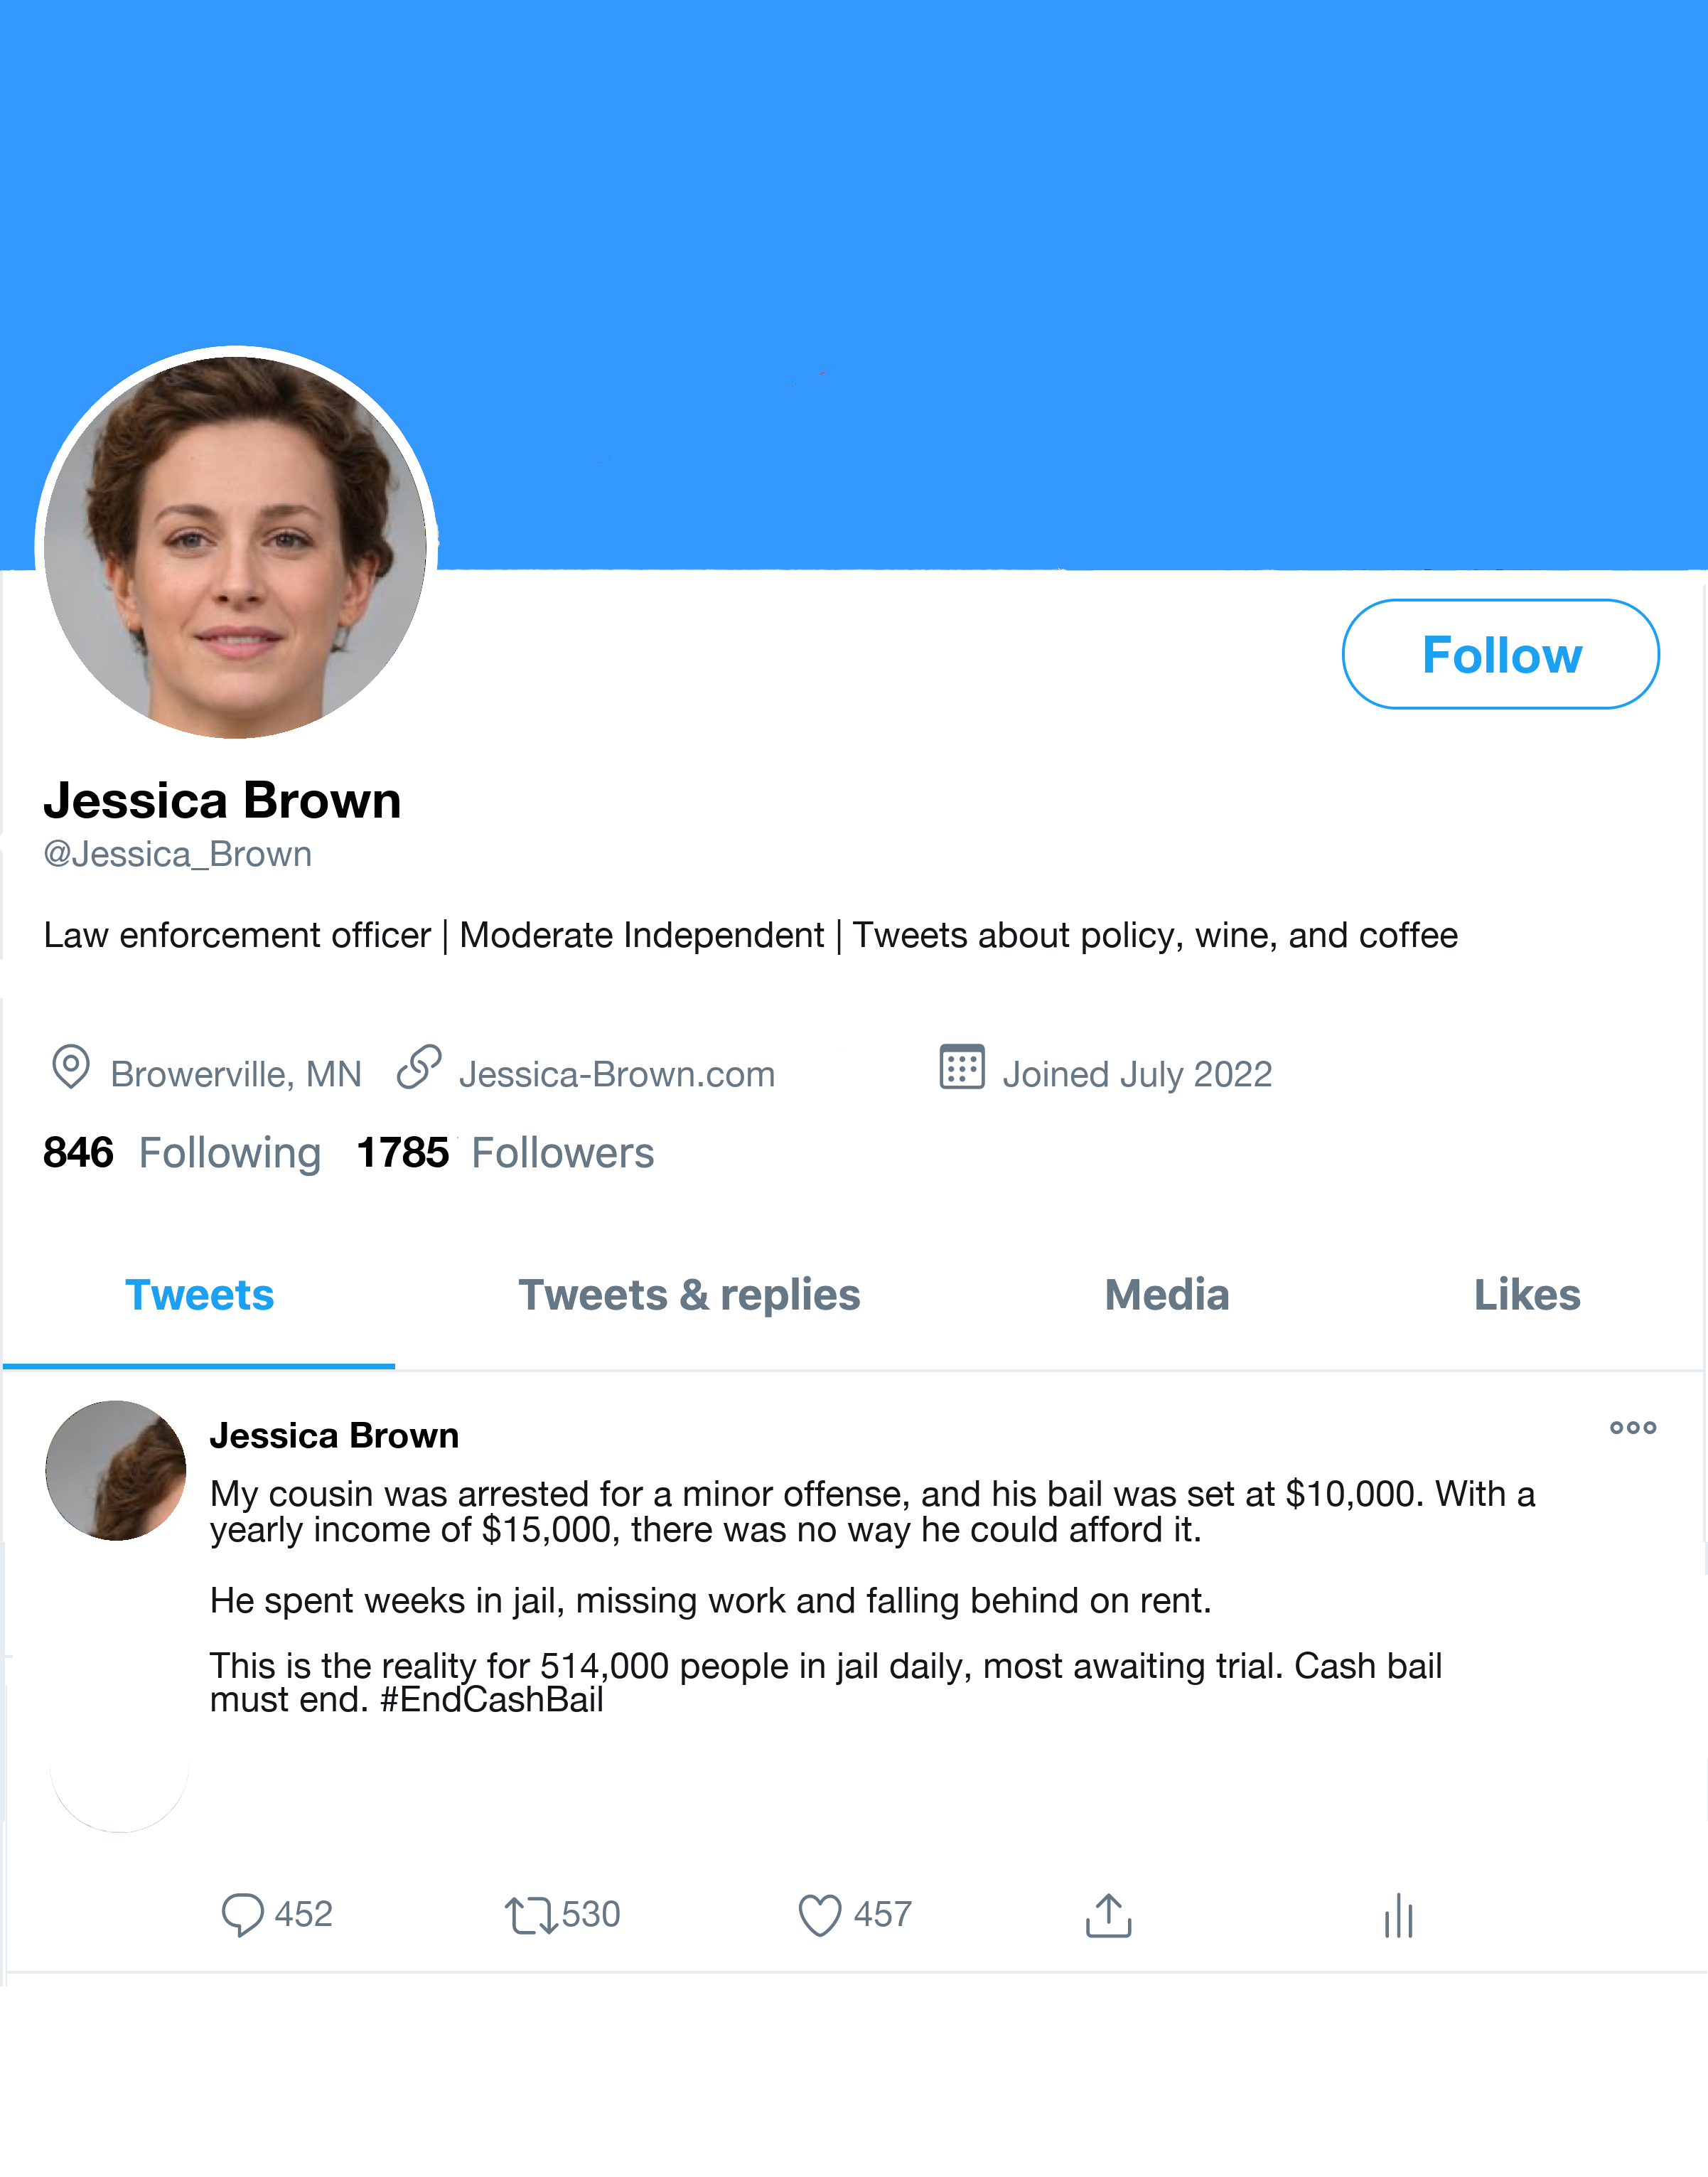 Follow
Jessica Brown
@Jessica_Brown
Law enforcement officer | Moderate Independent | Tweets about policy, wine, and coffee
Browerville, MN Jessica-Brown.com Joined July 2022
846 Following 1785 Followers
Tweets Tweets & replies Media Likes
Jessica Brown
My cousin was arrested for a minor offense, and his bail was set at $10,000. With a
yearly income of $15,000, there was no way he could afford it.
He spent weeks in jail, missing work and falling behind on rent.
This is the reality for 514,000 people in jail daily, most awaiting trial. Cash bail
must end. #EndCashBail
452 530 457